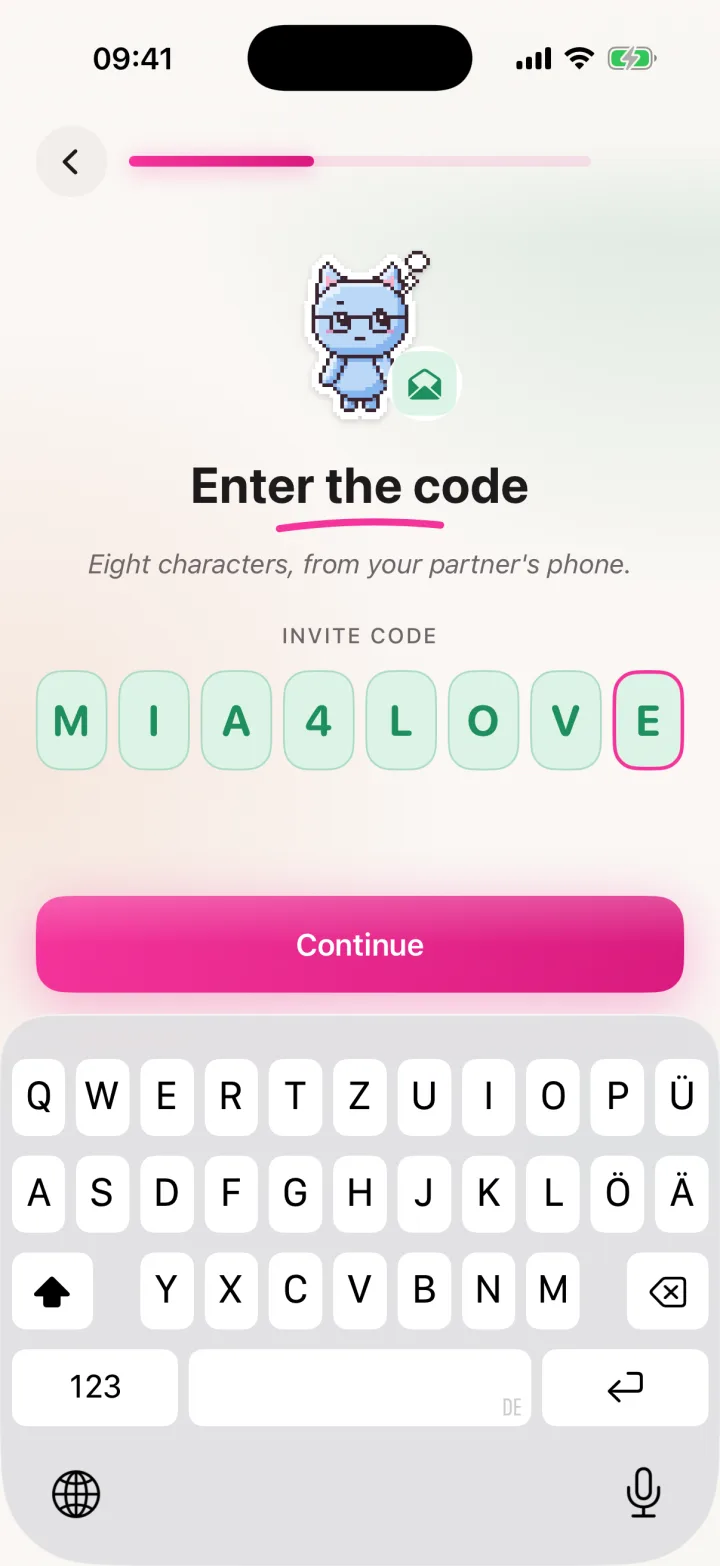 09:41
Enter the code
Eight characters, from your partner's phone.
INVITE CODE
M I A 4 L O V E
Continue
Q W E R T Z U I O P Ü
A S D F G H J K L Ö Ä
Y X C V B N M
123 DE